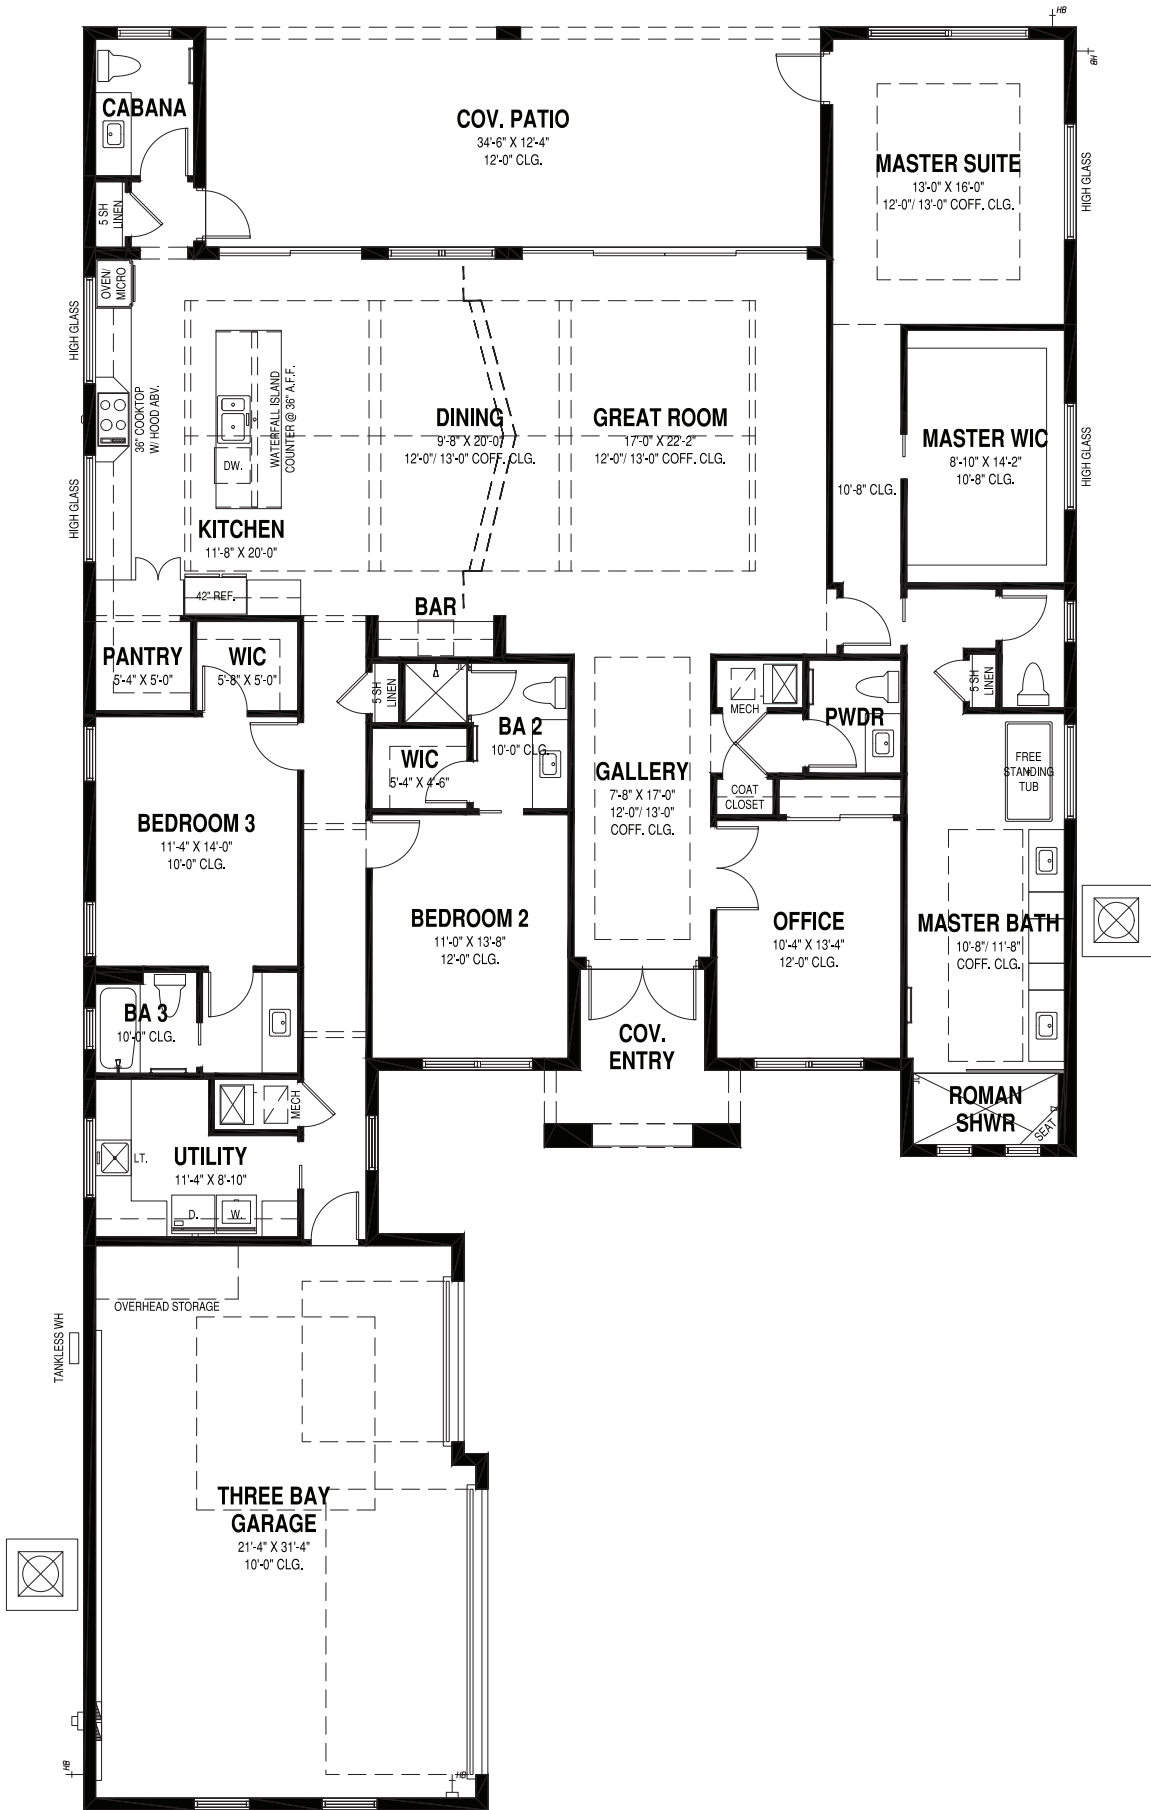 HB
HB
CABANA
COV. PATIO
34'-6" X 12'-4"
12'-0" CLG.
MASTER SUITE
13'-0" X 16'-0"
12'-0"/ 13'-0" COFF. CLG.
HIGH GLASS
5 SH
LINEN
OVEN/
MICRO
HIGH GLASS
36" COOKTOP
W/ HOOD ABV.
WATERFALL ISLAND
COUNTER @ 36" A.F.F.
DW.
DINING
9'-8" X 20'-0"
12'-0"/ 13'-0" COFF. CLG.
GREAT ROOM
17'-0" X 22'-2"
12'-0"/ 13'-0" COFF. CLG.
MASTER WIC
8'-10" X 14'-2"
10'-8" CLG.
HIGH GLASS
10'-8" CLG.
HIGH GLASS
KITCHEN
11'-8" X 20'-0"
42" REF.
BAR
PANTRY
5'-4" X 5'-0"
WIC
5'-8" X 5'-0"
5 SH
LINEN
BA 2
10'-0" CLG.
WIC
5'-4" X 4'-6"
MECH
PWDR
5 SH
LINEN
GALLERY
7'-8" X 17'-0"
12'-0"/ 13'-0"
COFF. CLG.
COAT
CLOSET
FREE
STANDING
TUB
BEDROOM 3
11'-4" X 14'-0"
10'-0" CLG.
BEDROOM 2
11'-0" X 13'-8"
12'-0" CLG.
OFFICE
10'-4" X 13'-4"
12'-0" CLG.
MASTER BATH
10'-8"/ 11'-8"
COFF. CLG.
BA 3
10'-0" CLG.
COV.
ENTRY
MECH
ROMAN
SHWR
SEAT
LT.
UTILITY
11'-4" X 8'-10"
D.
W.
OVERHEAD STORAGE
TANKLESS WH
THREE BAY
GARAGE
21'-4" X 31'-4"
10'-0" CLG.
HB
HB